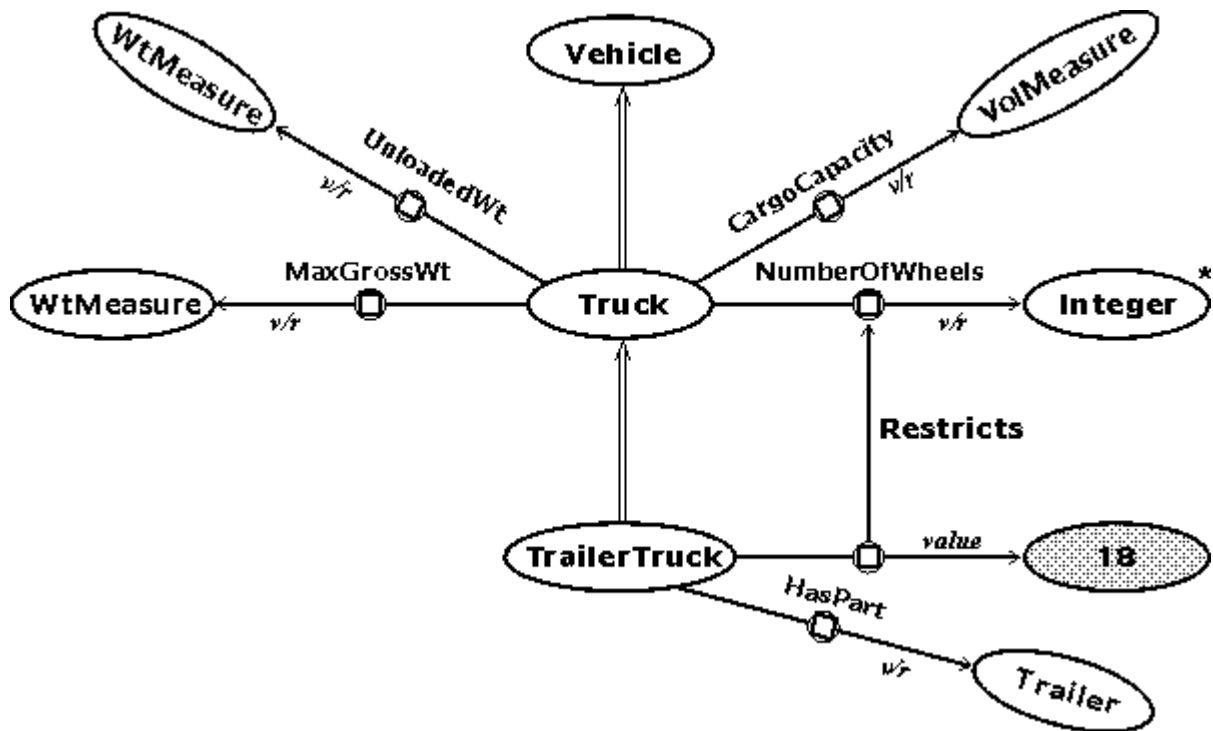 WtMeasure
Vehicle
VolMeasure
UnloadedWt
v/r
CargoCapacity
v/r
MaxGrossWt
NumberOfWheels
WtMeasure
v/r
Truck
v/r
Integer
*
Restricts
TrailerTruck
value
18
HasPart
v/r
Trailer